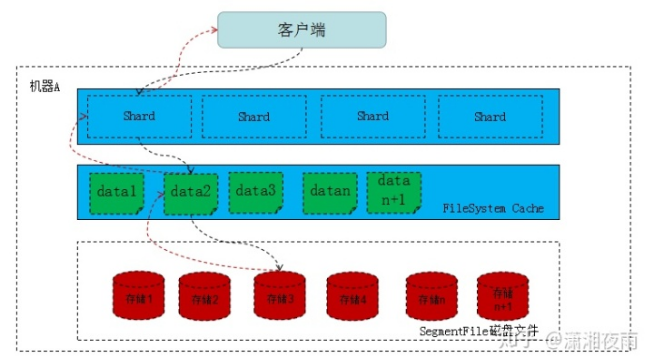 客户端
机器A
Shard
Shard
Shard
Shard
data1
data2
data3
datan
data
n+1
FileSystem Cache
存储1
存储2
存储3
存储4
存储n
存储
n+1
SegmentFile磁盘文件
知乎 @潇湘夜雨